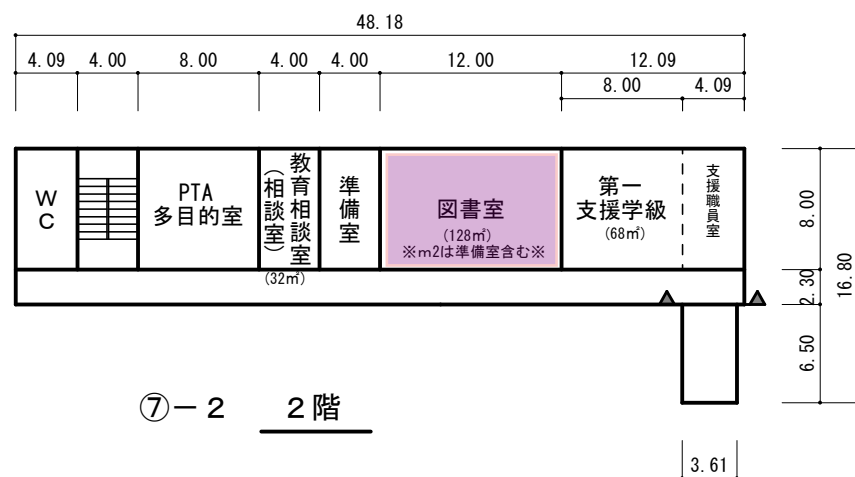 48.18
4.09 4.00 8.00 4.00 4.00 12.00 12.09
8.00 4.09
WC
PTA
多目的室
教育相談室
(相談室)
(32㎡)
準備室
図書室
(128㎡)
※m2は準備室含む※
第一
支援学級
(68㎡)
支援職員室
8.00
2.30
6.50
16.80
⑦－２ ２階
3.61